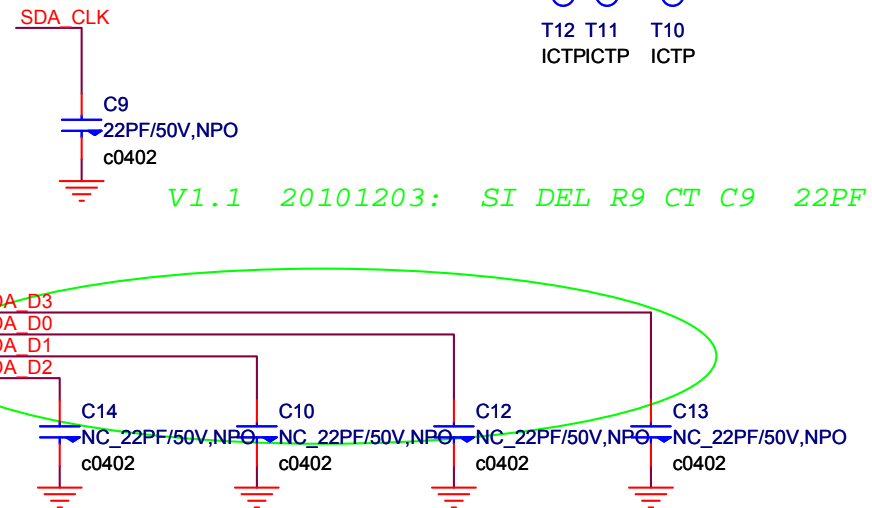 SDA_CLK
T12 T11 T10
ICTP ICTP ICTP
C9
22PF/50V,NPO
c0402
V1.1 20101203: SI DEL R9 CT C9 22PF
DA_D3
DA_D0
DA_D1
DA_D2
C14 C10 C12 C13
NC_22PF/50V,NPO NC_22PF/50V,NPO NC_22PF/50V,NPO NC_22PF/50V,NPO
c0402 c0402 c0402 c0402